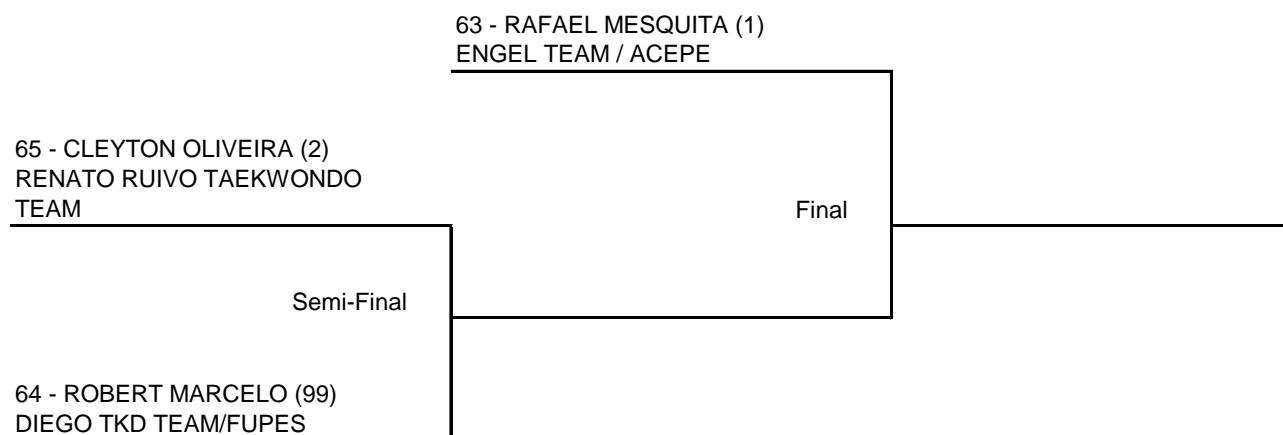 63 - RAFAEL MESQUITA (1)
ENGEL TEAM / ACEPE
65 - CLEYTON OLIVEIRA (2)
RENATO RUIVO TAEKWONDO
TEAM
Final
Semi-Final
64 - ROBERT MARCELO (99)
DIEGO TKD TEAM/FUPES